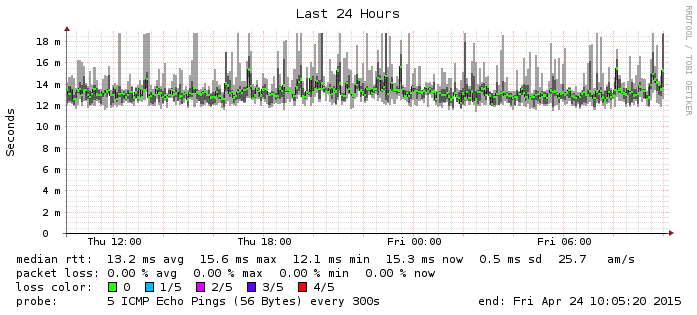 Last 24 Hours
RRDTOOL / TOBI OETIKER
Seconds
18 m
16 m
14 m
12 m
10 m
8 m
6 m
4 m
2 m
0
Thu 12:00 Thu 18:00 Fri 00:00 Fri 06:00
median rtt: 13.2 ms avg 15.6 ms max 12.1 ms min 15.3 ms now 0.5 ms sd 25.7 am/s
packet loss: 0.00 % avg 0.00 % max 0.00 % min 0.00 % now
loss color: 0 1/5 2/5 3/5 4/5
probe: 5 ICMP Echo Pings (56 Bytes) every 300s end: Fri Apr 24 10:05:20 2015